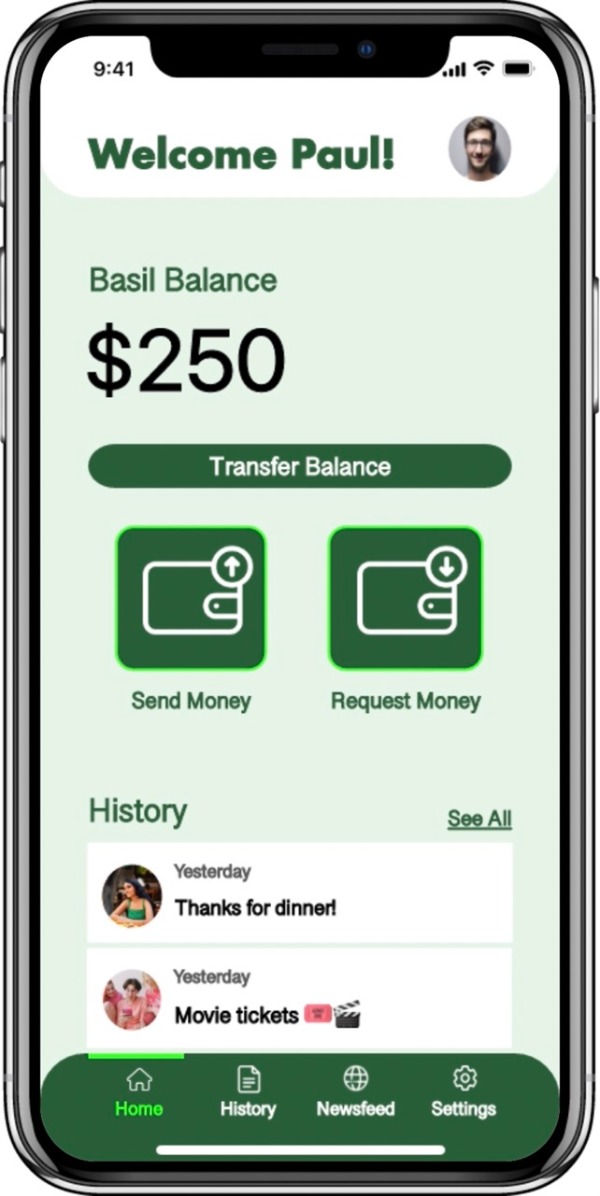 9:41
Welcome Paul!
Basil Balance
$250
Transfer Balance
Send Money
Request Money
History
See All
Yesterday
Thanks for dinner!
Yesterday
Movie tickets 🎟️🎬
Home
History
Newsfeed
Settings